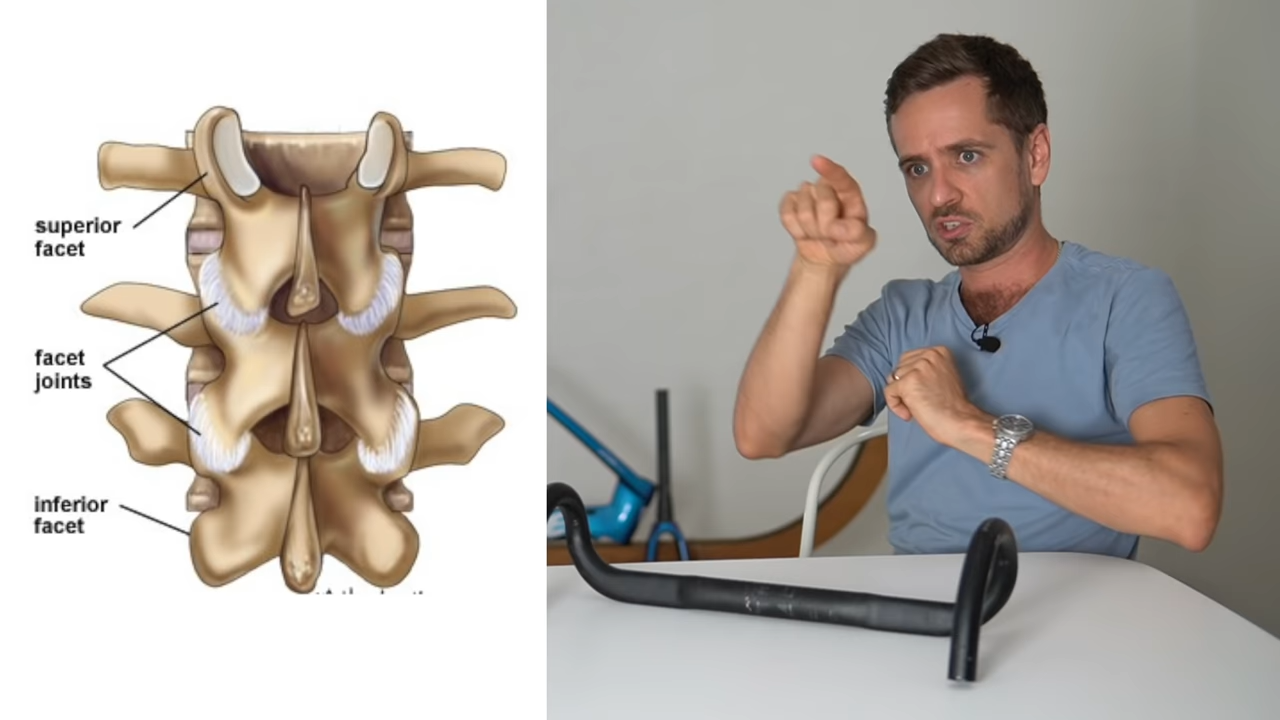 superior
facet
facet
joints
inferior
facet